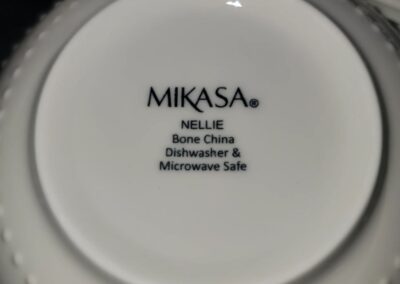 MIKASA®
NELLIE
Bone China
Dishwasher &
Microwave Safe